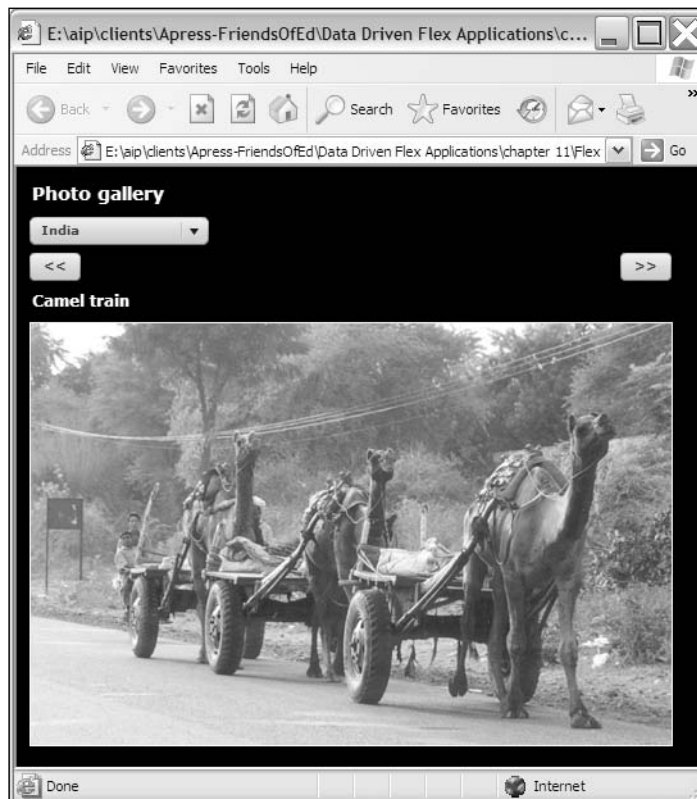 E:\aip\clients\Apress-FriendsOfEd\Data Driven Flex Applications\c...
File Edit View Favorites Tools Help
Back Search Favorites »
Address E:\aip\clients\Apress-FriendsOfEd\Data Driven Flex Applications\chapter 11\Flex Go
Photo gallery
India
<< >>
Camel train
Done Internet